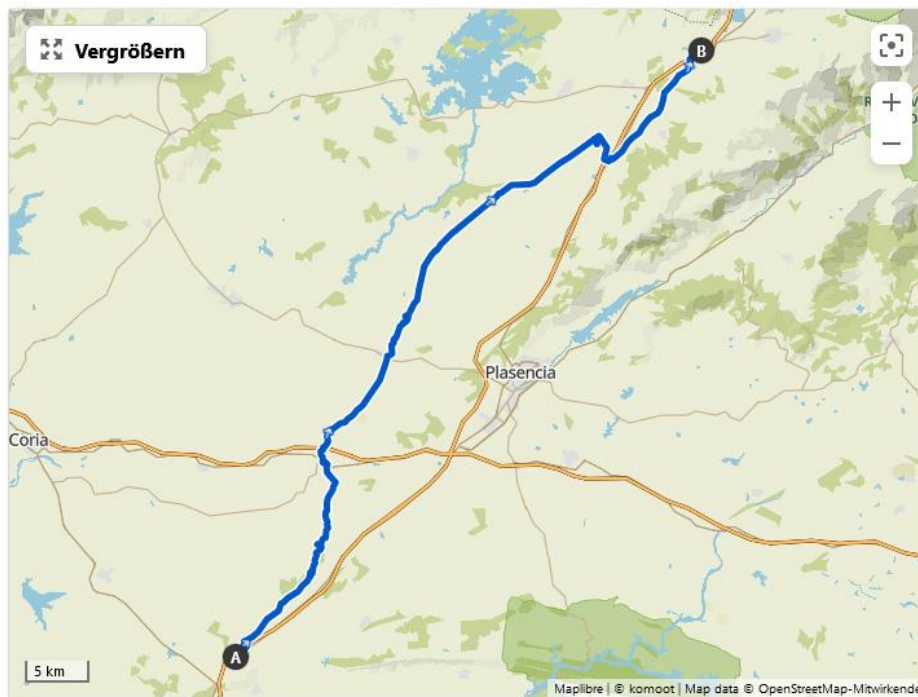 Vergrößern
B
Plasencia
Coria
A
5 km
Maplibre | © komoot | Map data © OpenStreetMap-Mitwirkende